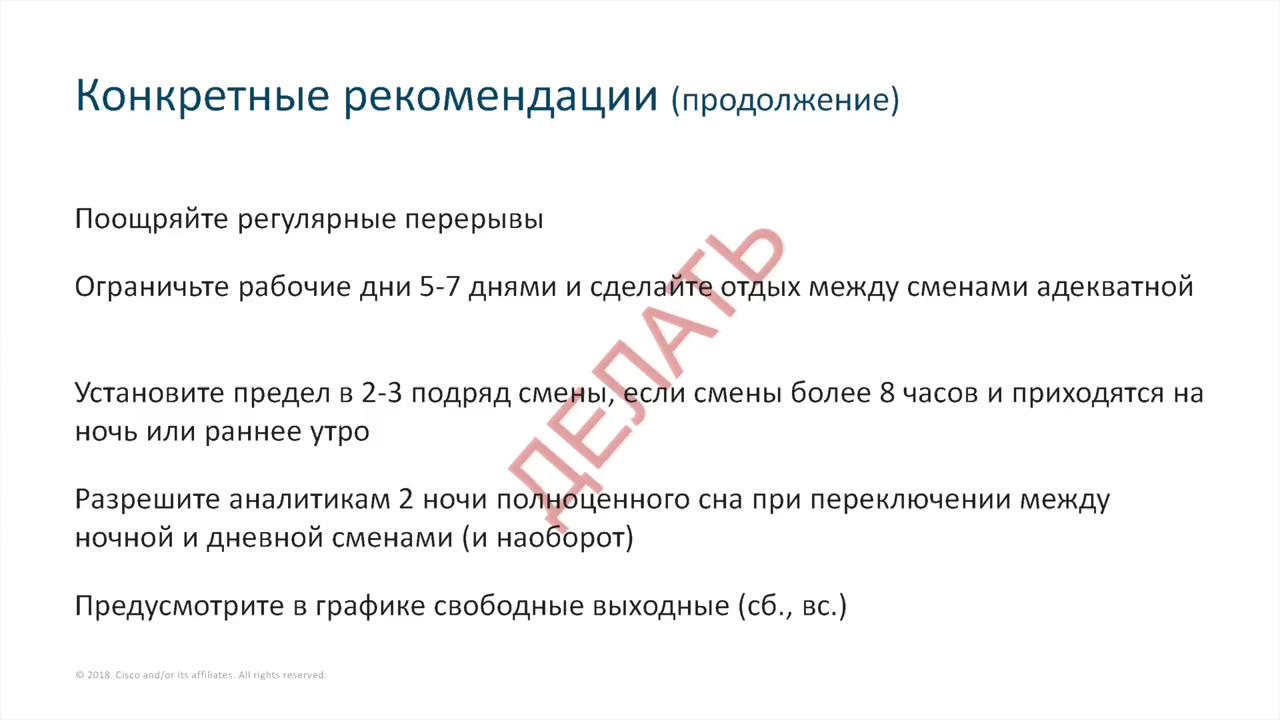 Конкретные рекомендации (продолжение)
Поощряйте регулярные перерывы
Ограничьте рабочие дни 5-7 днями и сделайте отдых между сменами адекватной
Установите предел в 2-3 подряд смены, если смены более 8 часов и приходятся на
ночь или раннее утро
Разрешите аналитикам 2 ночи полноценного сна при переключении между
ночной и дневной сменами (и наоборот)
Предусмотрите в графике свободные выходные (сб., вс.)
ДЕЛАТЬ
© 2018 Cisco and/or its affiliates. All rights reserved.